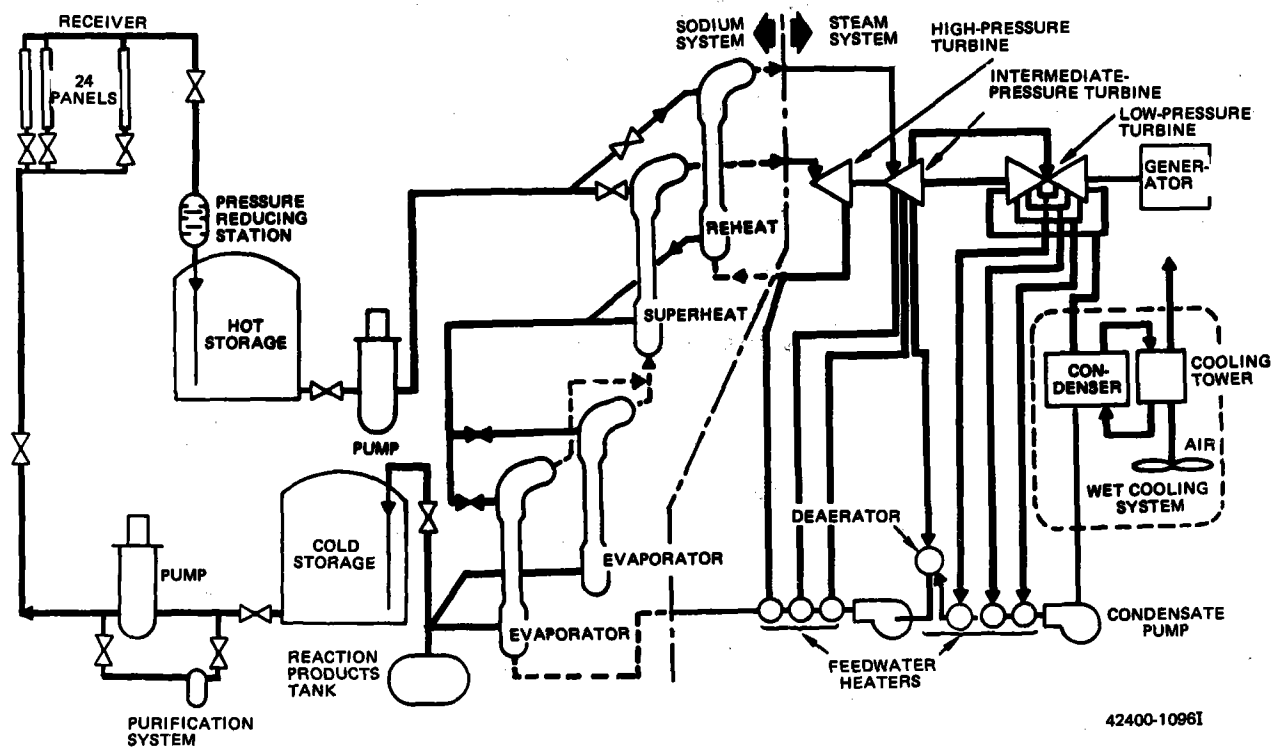 RECEIVER
24
PANELS
PRESSURE
REDUCING
STATION
HOT
STORAGE
PUMP
COLD
STORAGE
PUMP
PURIFICATION
SYSTEM
REACTION
PRODUCTS
TANK
EVAPORATOR
EVAPORATOR
SUPERHEAT
REHEAT
SODIUM
SYSTEM
STEAM
SYSTEM
HIGH-PRESSURE
TURBINE
INTERMEDIATE-
PRESSURE TURBINE
LOW-PRESSURE
TURBINE
GENER-
ATOR
CON-
DENSER
COOLING
TOWER
AIR
WET COOLING
SYSTEM
DEAERATOR
CONDENSATE
PUMP
FEEDWATER
HEATERS
42400-1096I